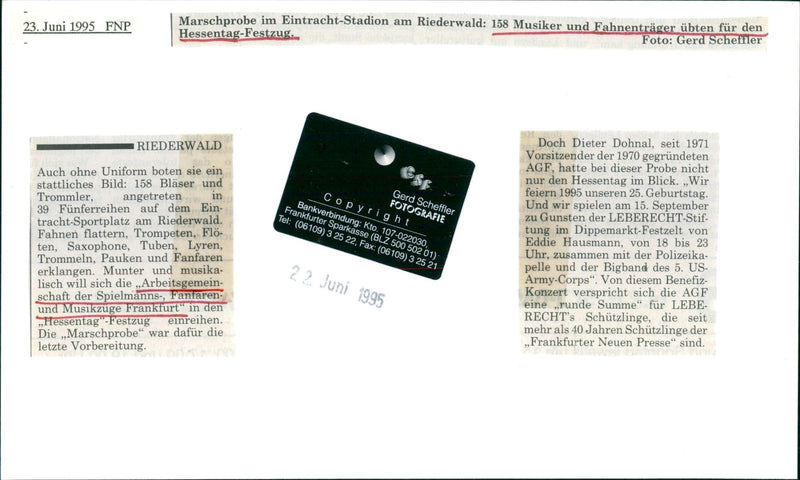 23. Juni 1995 FNP
Marschprobe im Eintracht-Stadion am Riederwald: 158 Musiker und Fahnenträger übten für den
Hessentag-Festzug.
Foto: Gerd Scheffler
RIEDERWALD
Auch ohne Uniform boten sie ein
stattliches Bild: 158 Bläser und
Trommler, angetreten in
39 Fünferreihen auf dem Ein-
tracht-Sportplatz am Riederwald.
Fahnen flattern, Trompeten, Flö-
ten, Saxophone, Tuben, Lyren,
Trommeln, Pauken und Fanfaren
erklangen. Munter und musika-
lisch will sich die „Arbeitsgemein-
schaft der Spielmanns-, Fanfaren-
und Musikzüge Frankfurt“ in den
„Hessentag“-Festzug einreihen.
Die „Marschprobe“ war dafür die
letzte Vorbereitung.
gsf
Gerd Scheffler
FOTOGRAFIE
Copyright
Bankverbindung: Kto. 107-022030,
Frankfurter Sparkasse (BLZ 500 502 01)
Tel: (06109) 3 25 22, Fax: (06109) 3 25 21
22. Juni 1995
Doch Dieter Dohnal, seit 1971
Vorsitzender der 1970 gegründeten
AGF, hatte bei dieser Probe nicht
nur den Hessentag im Blick. „Wir
feiern 1995 unseren 25. Geburtstag.
Und wir spielen am 15. September
zu Gunsten der LEBERECHT-Stif-
tung im Dippemarkt-Festzelt von
Eddie Hausmann, von 18 bis 23
Uhr, zusammen mit der Polizeika-
pelle und der Bigband des 5. US-
Army-Corps“. Von diesem Benefiz-
Konzert verspricht sich die AGF
eine „runde Summe“ für LEBE-
RECHT's Schützlinge, die seit
mehr als 40 Jahren Schützlinge der
„Frankfurter Neuen Presse“ sind.